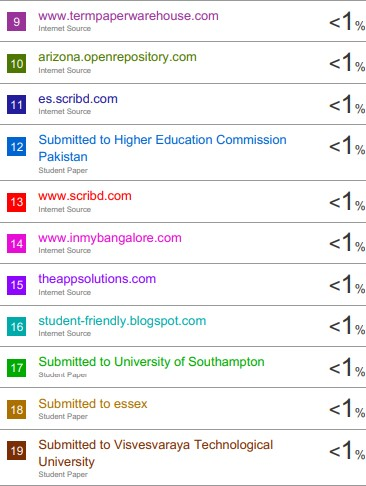 9 www.termpaperwarehouse.com <1%
Internet Source
10 arizona.openrepository.com <1%
Internet Source
11 es.scribd.com <1%
Internet Source
12 Submitted to Higher Education Commission <1%
Pakistan
Student Paper
13 www.scribd.com <1%
Internet Source
14 www.inmybangalore.com <1%
Internet Source
15 theappsolutions.com <1%
Internet Source
16 student-friendly.blogspot.com <1%
Internet Source
17 Submitted to University of Southampton <1%
Student Paper
18 Submitted to essex <1%
Student Paper
19 Submitted to Visvesvaraya Technological <1%
University
Student Paper